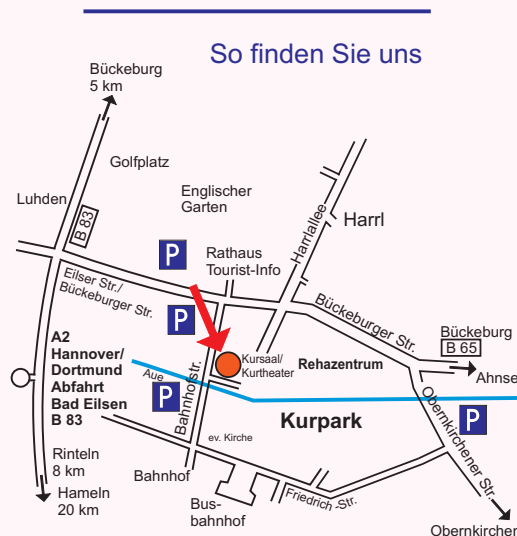 So finden Sie uns
Bückeburg
5 km
Golfplatz
Englischer
Garten
Luhden
B 83
Harrlallee
Harrl
P
Rathaus
Tourist-Info
Eilser Str./
Bückeburger Str.
P
Bückeburger Str.
A2
Hannover/
Dortmund
Abfahrt
Bad Eilsen
B 83
Kursaal/
Kurtheater
Rehazentrum
Bückeburg
B 65
Ahnse
Aue
P
Bahnhofstr.
Kurpark
P
Obernkirchener Str.
ev. Kirche
Rinteln
8 km
Hameln
20 km
Bahnhof
Bus-
bahnhof
Friedrich -Str.
Obernkirchen